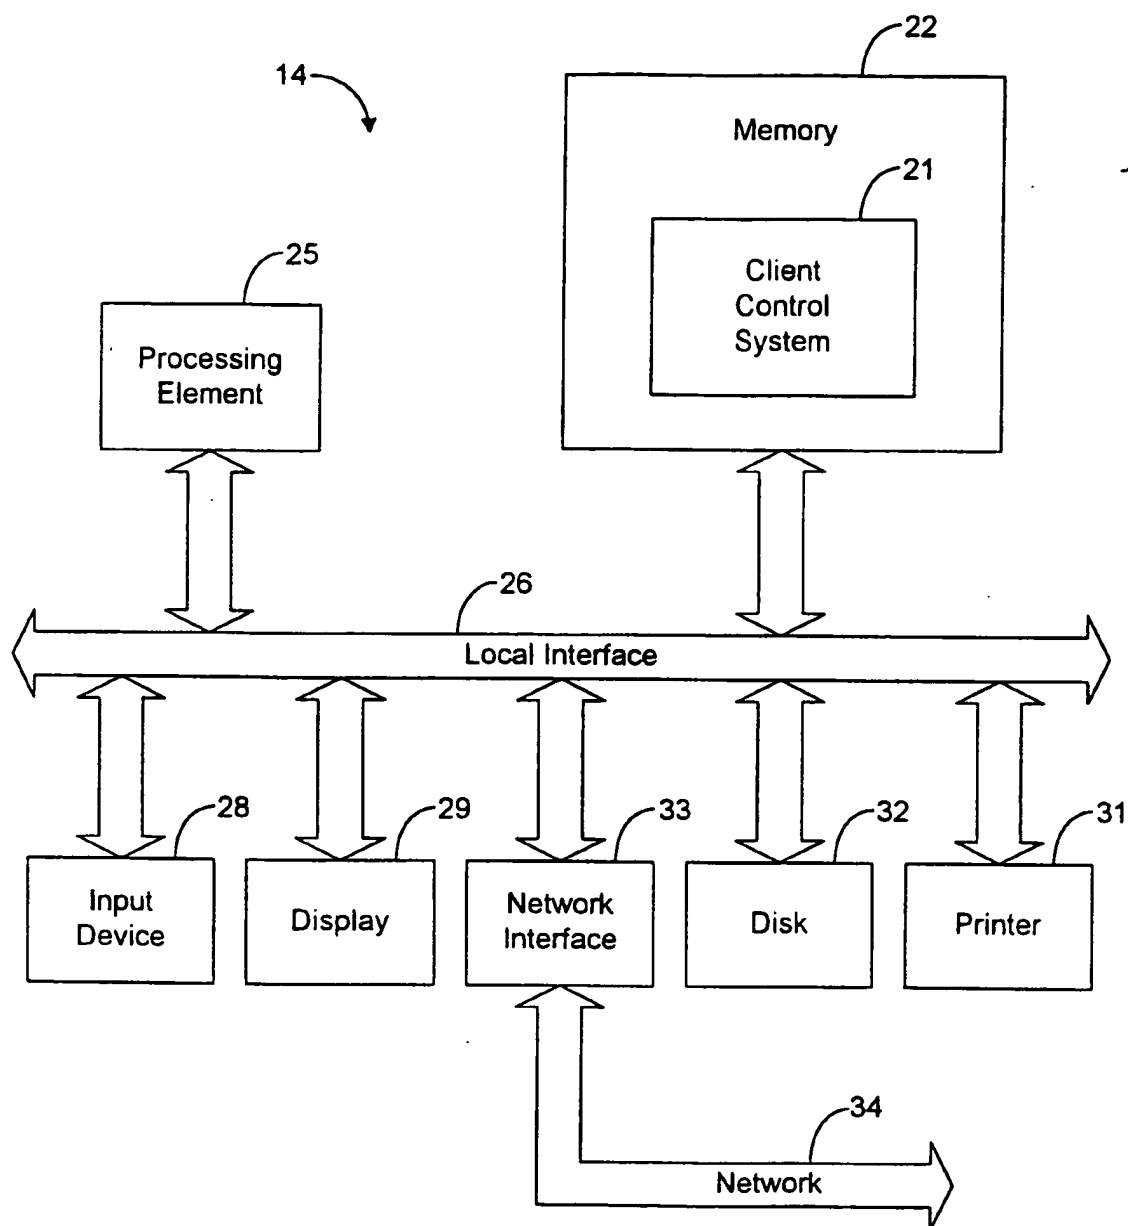 22
14
Memory
21
Client
Control
System
25
Processing
Element
26
Local Interface
28
29
33
32
31
Input
Device
Display
Network
Interface
Disk
Printer
34
Network